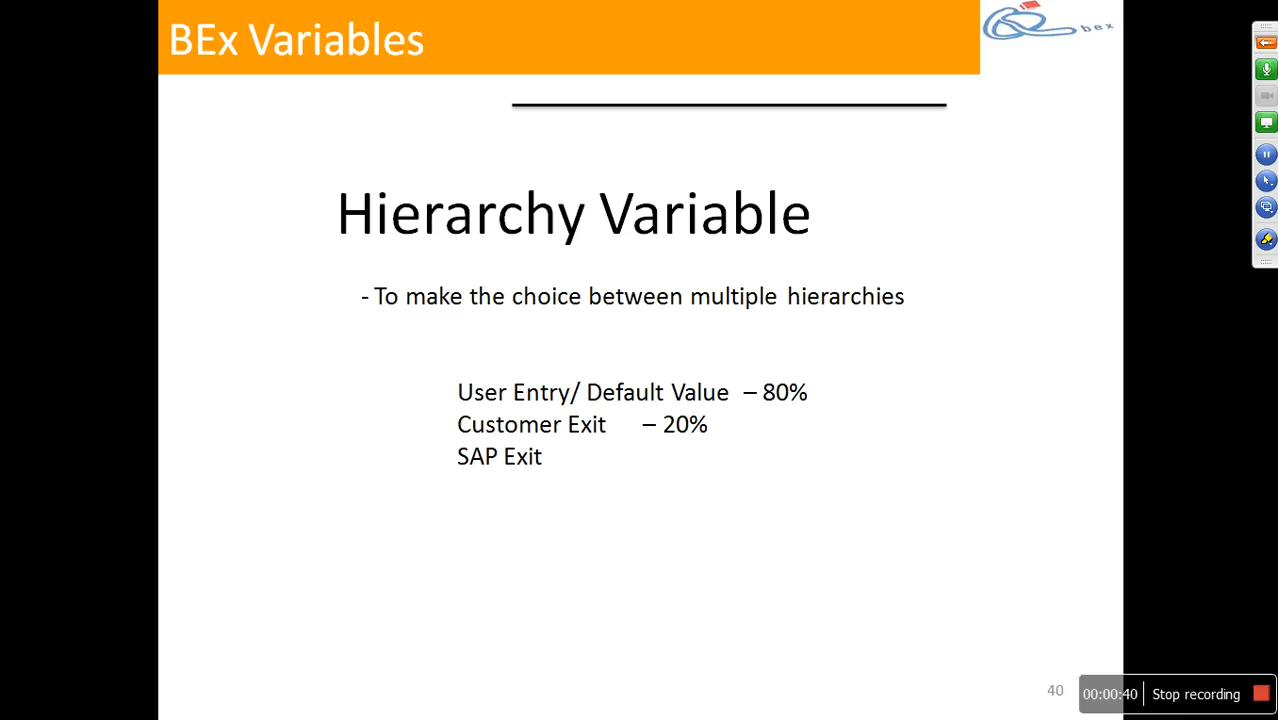 BEx Variables
bex
Hierarchy Variable
- To make the choice between multiple hierarchies
User Entry/ Default Value – 80%
Customer Exit – 20%
SAP Exit
40
00:00:40 Stop recording